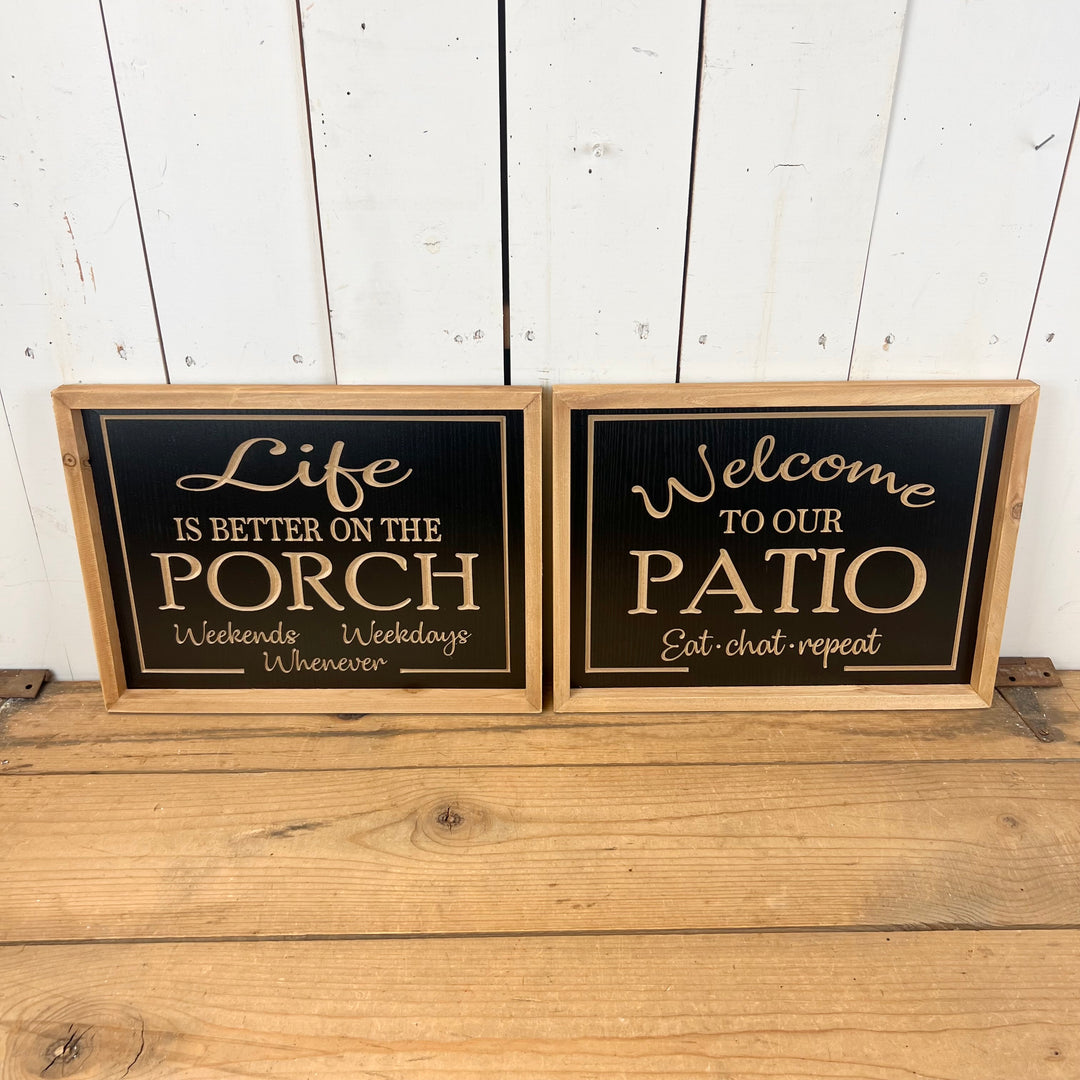 Life
IS BETTER ON THE
PORCH
Weekends Weekdays
Whenever
Welcome
TO OUR
PATIO
Eat·chat·repeat